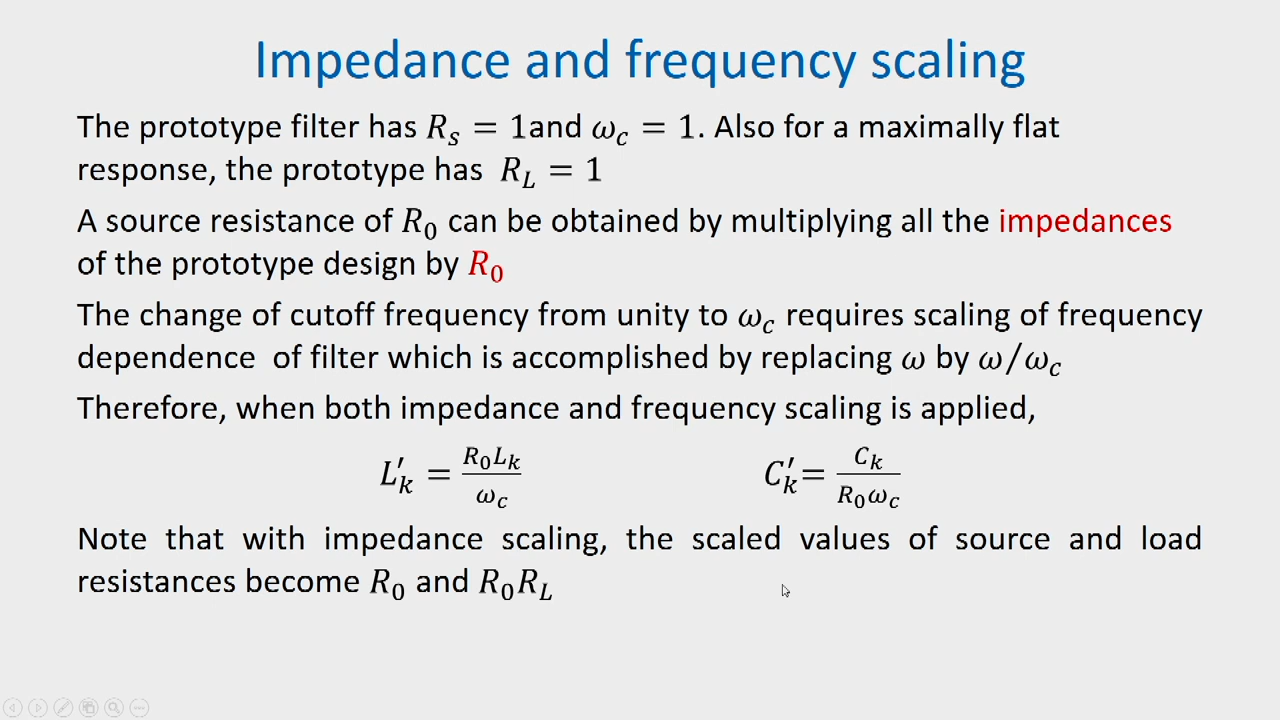 Impedance and frequency scaling
The prototype filter has R_s = 1and ω_c = 1. Also for a maximally flat
response, the prototype has R_L = 1
A source resistance of R_0 can be obtained by multiplying all the impedances
of the prototype design by R_0
The change of cutoff frequency from unity to ω_c requires scaling of frequency
dependence of filter which is accomplished by replacing ω by ω/ω_c
Therefore, when both impedance and frequency scaling is applied,
L'_k = R_0L_k/ω_c C'_k= C_k/R_0ω_c
Note that with impedance scaling, the scaled values of source and load
resistances become R_0 and R_0R_L